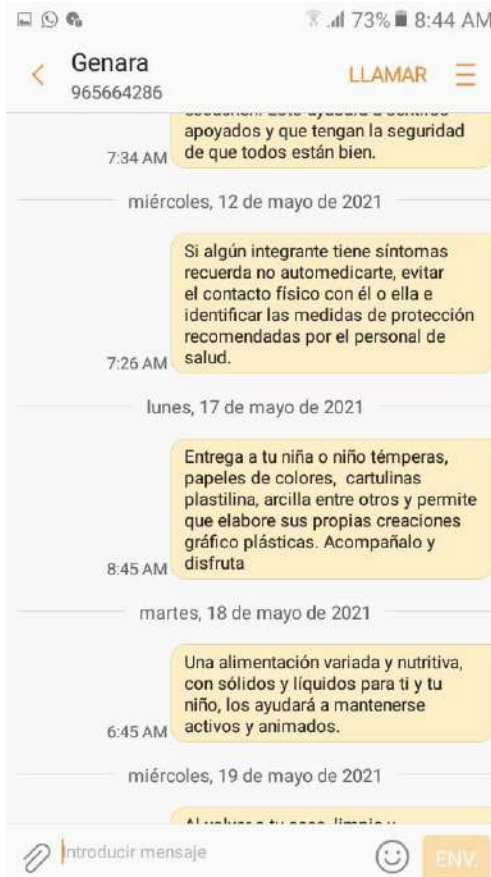 73% 8:44 AM
Genara
965664286
LLAMAR
apoyados y que tengan la seguridad
de que todos están bien.
7:34 AM
miércoles, 12 de mayo de 2021
Si algún integrante tiene síntomas
recuerda no automedicarte, evitar
el contacto físico con él o ella e
identificar las medidas de protección
recomendadas por el personal de
salud.
7:26 AM
lunes, 17 de mayo de 2021
Entrega a tu niña o niño témperas,
papeles de colores, cartulinas
plastilina, arcilla entre otros y permite
que elabore sus propias creaciones
gráfico plásticas. Acompañalo y
disfruta
8:45 AM
martes, 18 de mayo de 2021
Una alimentación variada y nutritiva,
con sólidos y líquidos para ti y tu
niño, los ayudará a mantenerse
activos y animados.
6:45 AM
miércoles, 19 de mayo de 2021
Introducir mensaje
ENV.